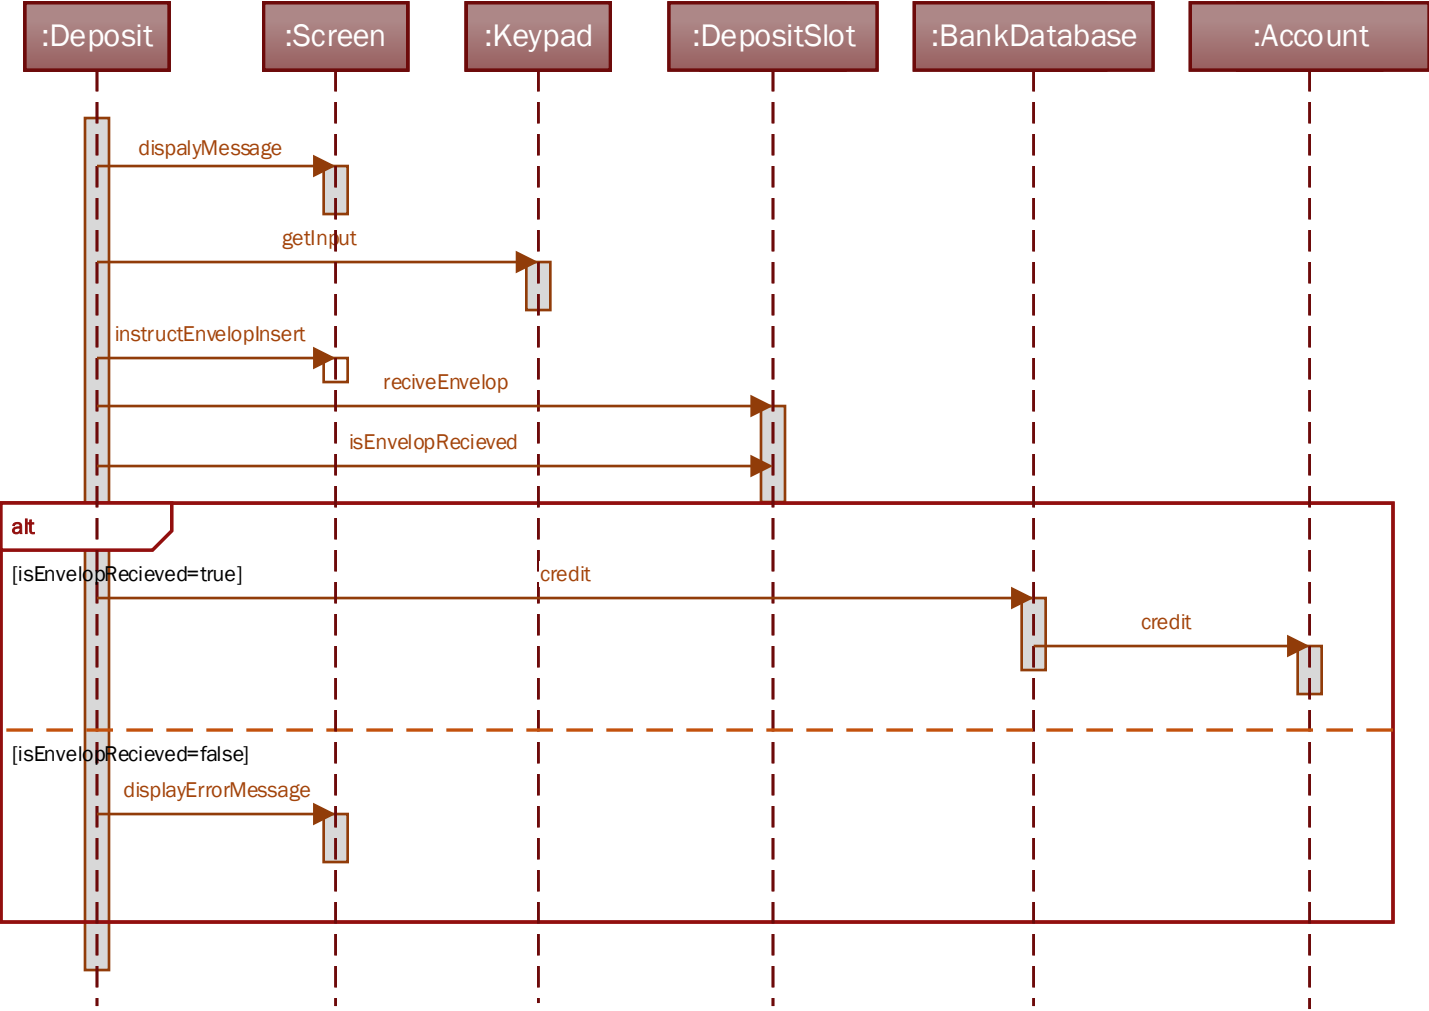 :Deposit
:Screen
:Keypad
:DepositSlot
:BankDatabase
:Account
dispalyMessage
getInput
instructEnvelopInsert
reciveEnvelop
isEnvelopRecieved
alt
[isEnvelopRecieved=true]
credit
credit
[isEnvelopRecieved=false]
displayErrorMessage